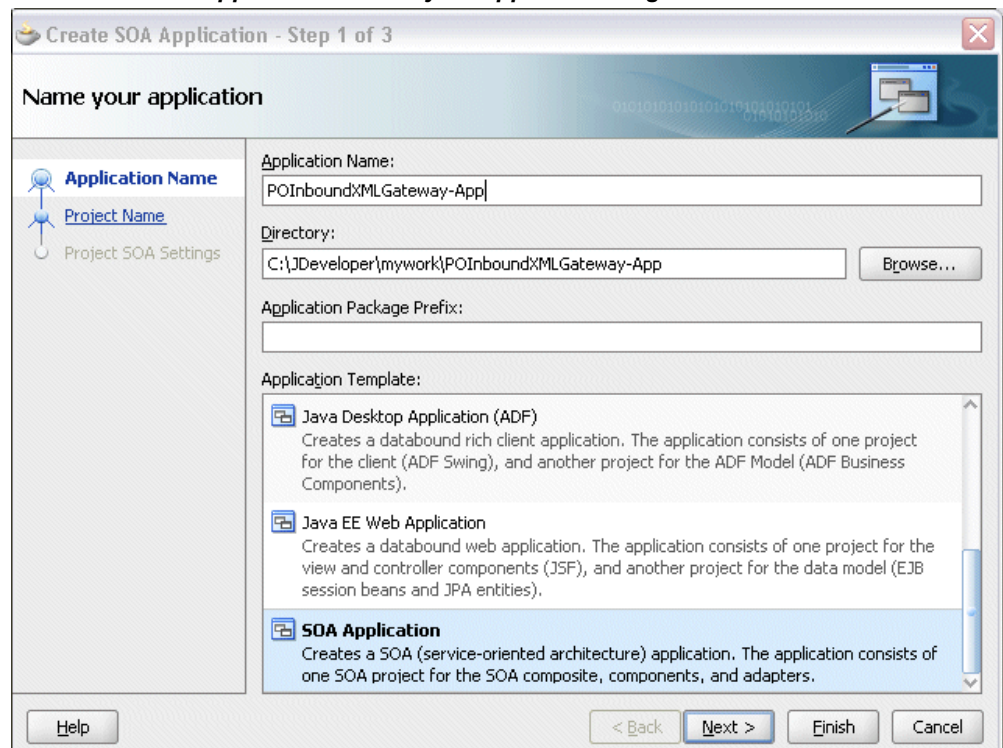 Create SOA Application - Step 1 of 3
Name your application
Application Name
Project Name
Project SOA Settings
Application Name:
POInboundXMLGateway-App
Directory:
C:\JDeveloper\mywork\POInboundXMLGateway-App
Browse...
Application Package Prefix:
Application Template:
Java Desktop Application (ADF)
Creates a databound rich client application. The application consists of one project
for the client (ADF Swing), and another project for the ADF Model (ADF Business
Components).
Java EE Web Application
Creates a databound web application. The application consists of one project for the
view and controller components (JSF), and another project for the data model (EJB
session beans and JPA entities).
SOA Application
Creates a SOA (service-oriented architecture) application. The application consists of
one SOA project for the SOA composite, components, and adapters.
Help
< Back
Next >
Finish
Cancel